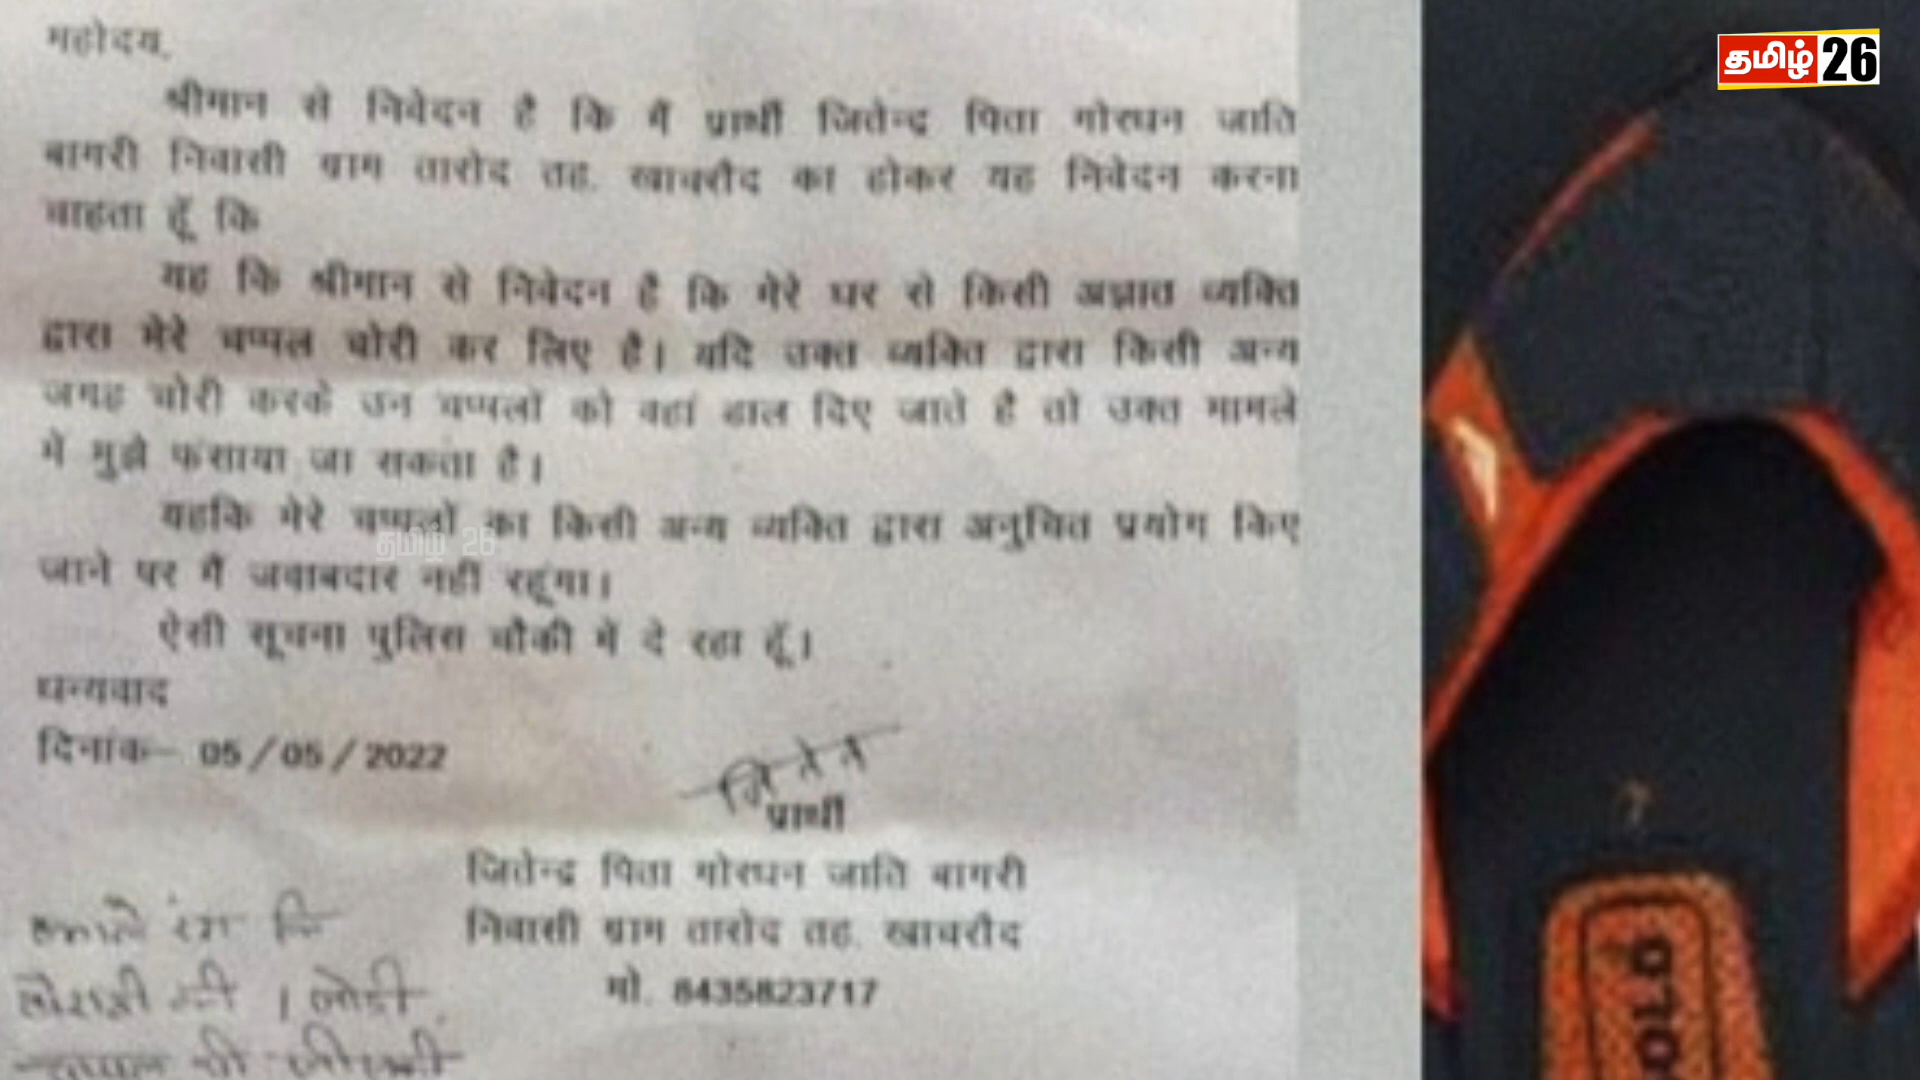 महोदय,
श्रीमान से निवेदन है कि मैं प्रार्थी जितेन्द्र पिता गोरधन जाति
बागरी निवासी ग्राम तारोद तह. खाचरौद का होकर यह निवेदन करना
चाहता हूँ कि
यह कि श्रीमान से निवेदन है कि मेरे घर से किसी अज्ञात व्यक्ति
द्वारा मेरे चप्पल चोरी कर लिए है। यदि उक्त व्यक्ति द्वारा किसी अन्य
जगह चोरी करके उन चप्पलों को वहां डाल दिए जाते है तो उक्त मामले
में मुझे फंसाया जा सकता है।
यहकि मेरे चप्पलों का किसी अन्य व्यक्ति द्वारा अनुचित प्रयोग किए
जाने पर मैं जवाबदार नहीं रहूंगा।
ऐसी सूचना पुलिस चौकी में दे रहा हूँ।
धन्यवाद
दिनांक– 05/05/2022
प्रार्थी
जितेन्द्र पिता गोरधन जाति बागरी
निवासी ग्राम तारोद तह. खाचरौद
मो. 8435823717
தமிழ் 26
தமிழ் 26